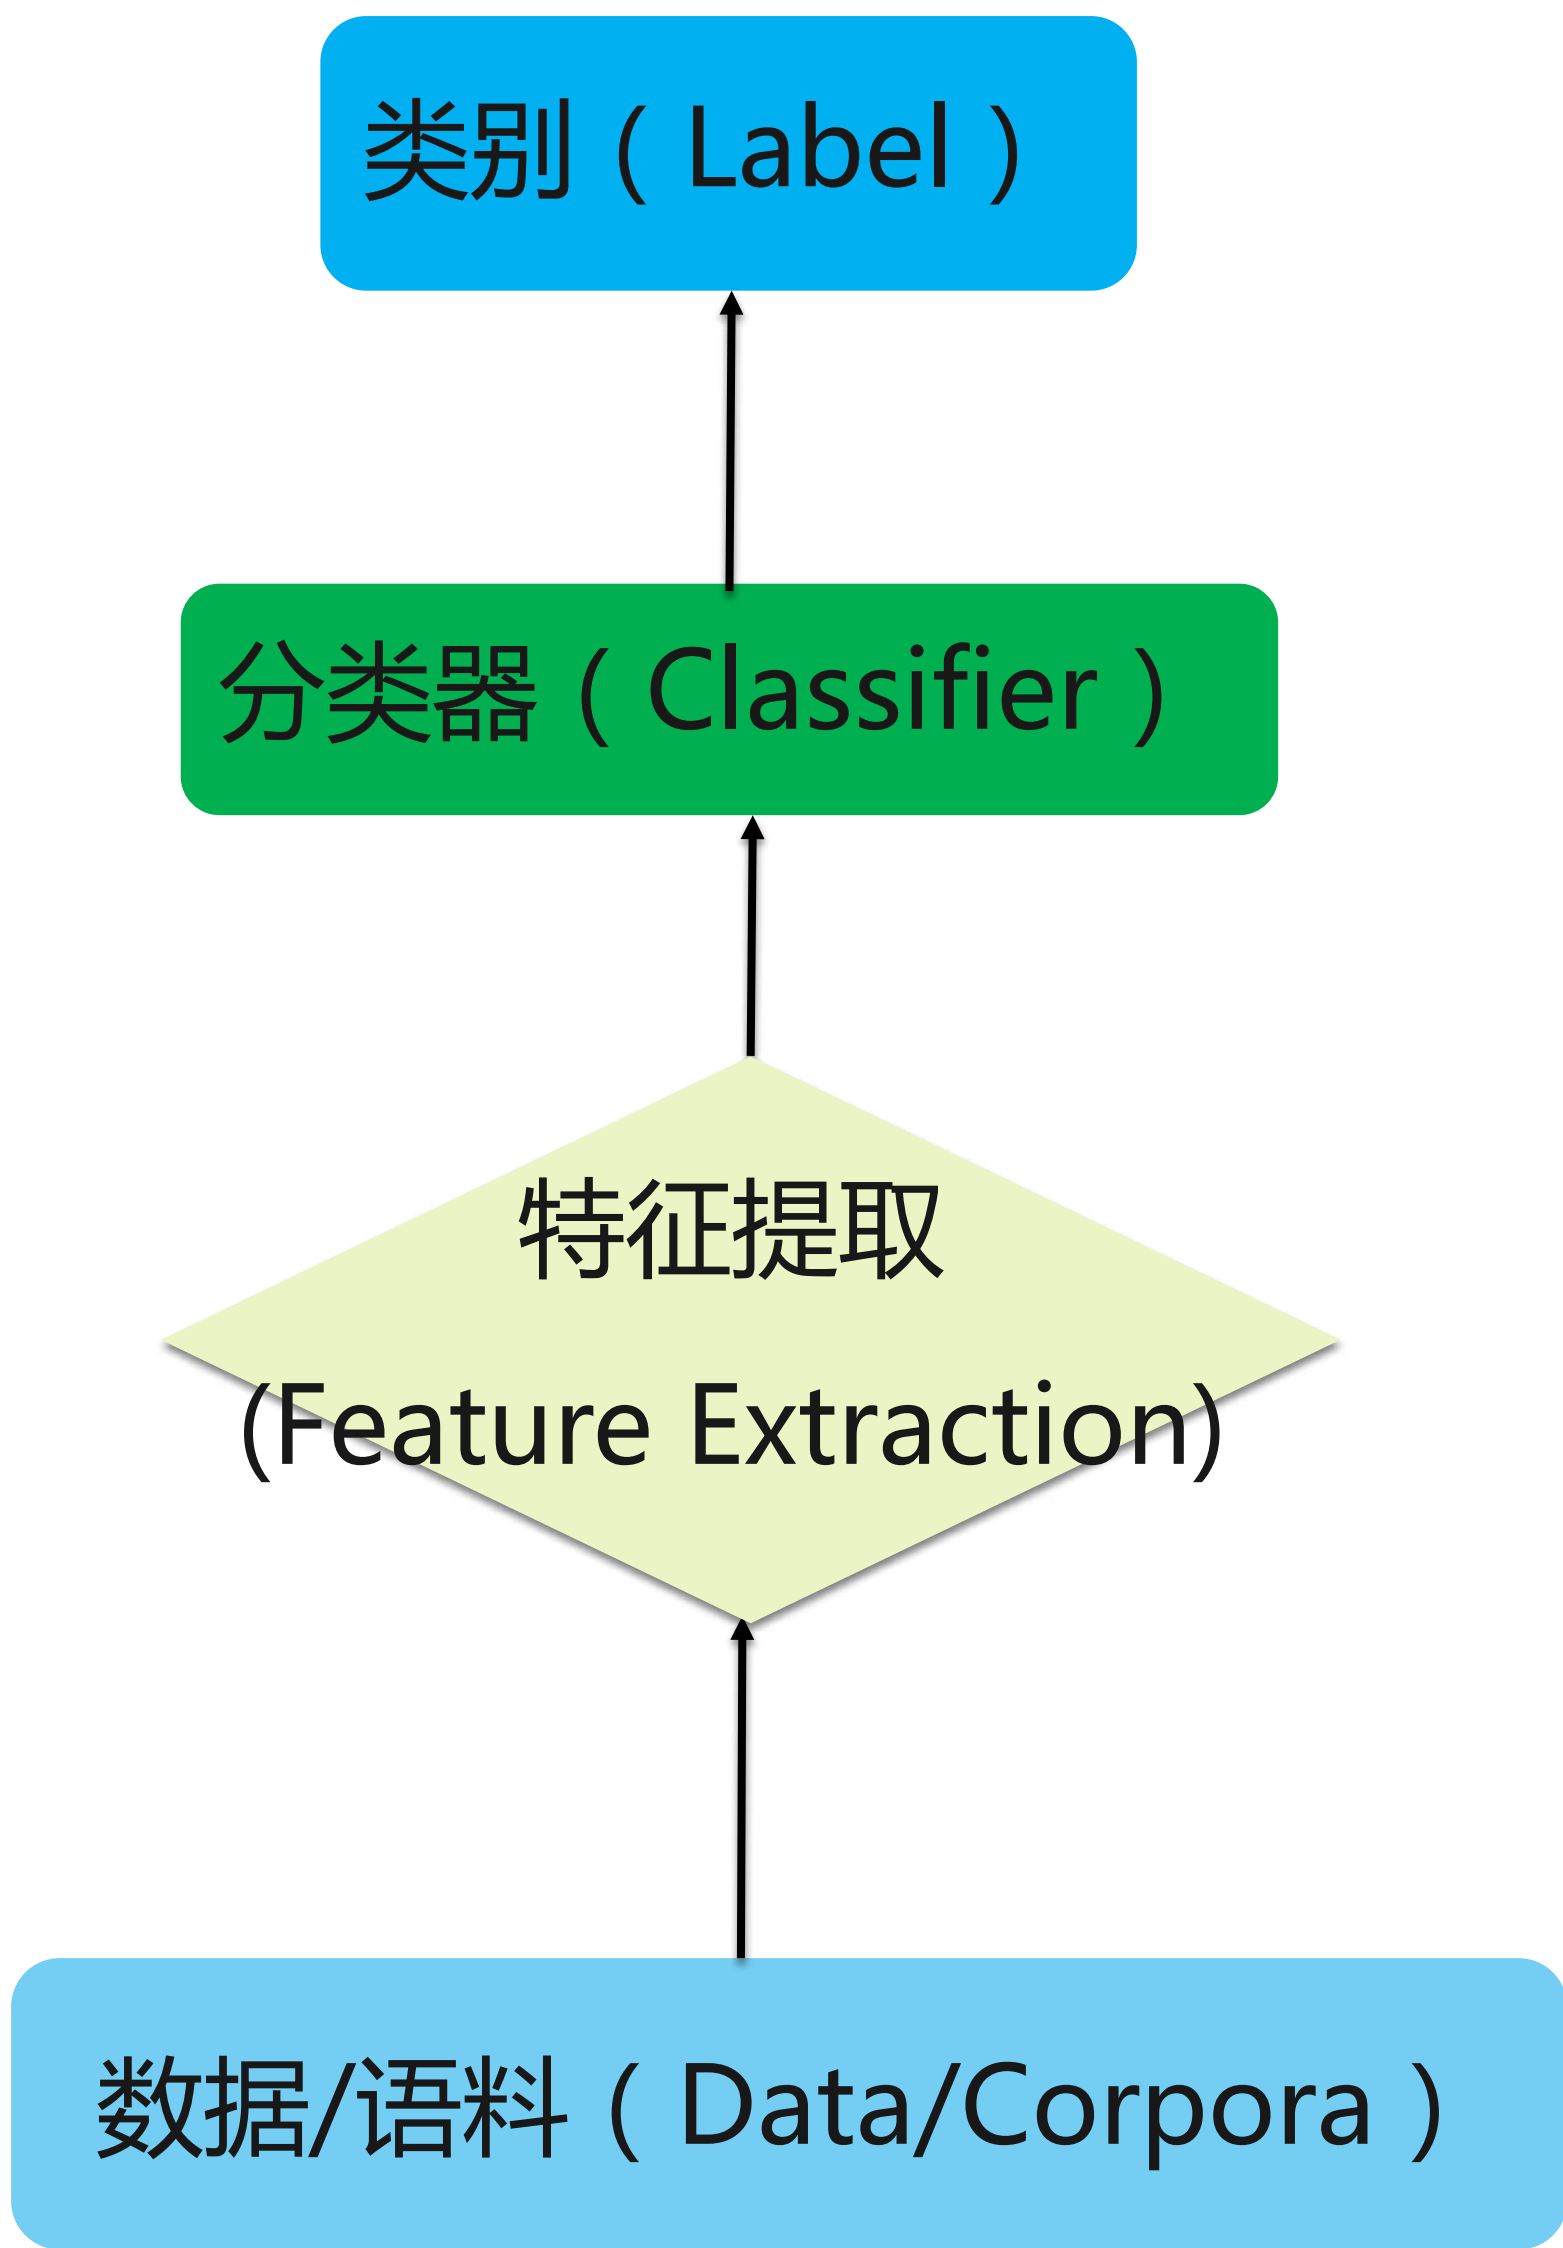 类别（Label）
分类器（Classifier）
特征提取
(Feature Extraction)
数据/语料（Data/Corpora）